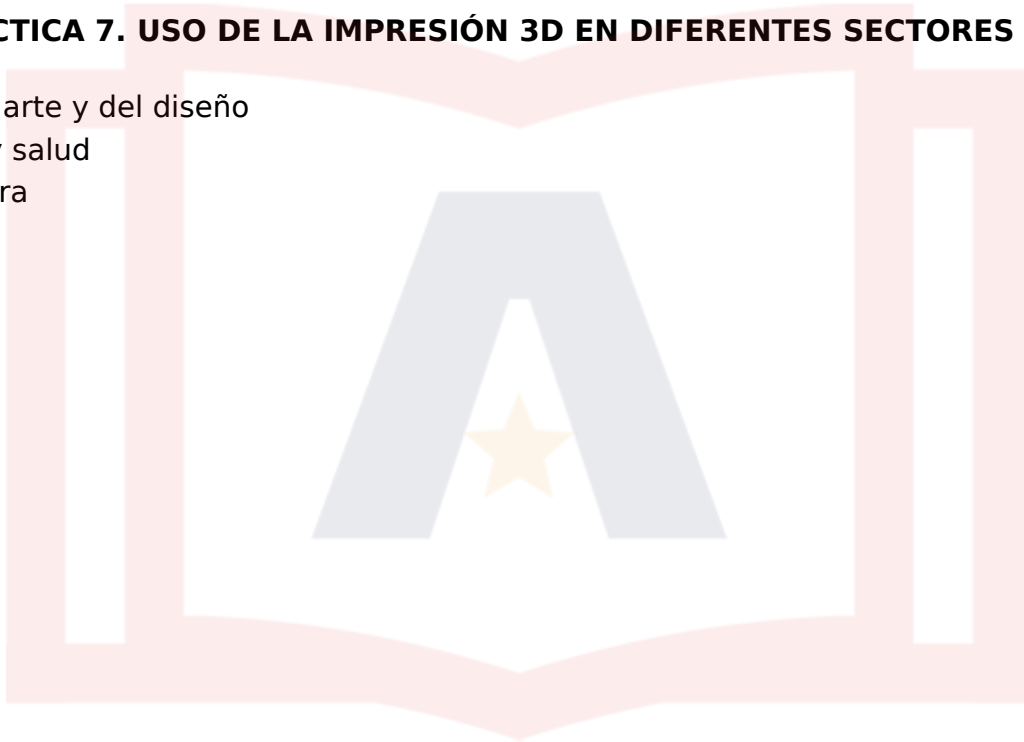 CTICA 7. USO DE LA IMPRESIÓN 3D EN DIFERENTES SECTORES
arte y del diseño
y salud
ra